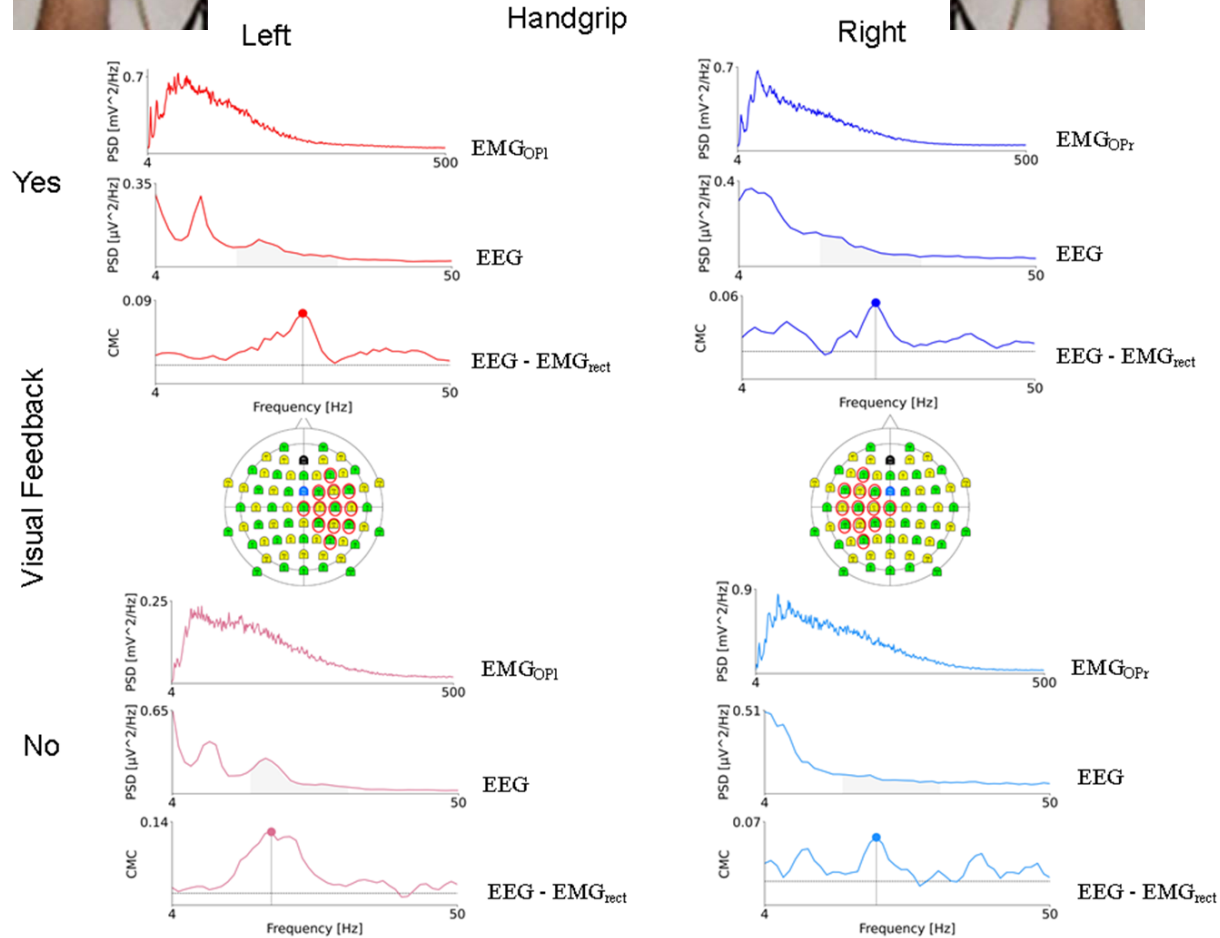 Handgrip
Left
Right
Visual Feedback
Yes
PSD [mV^2/Hz]
0.7
4
500
EMGOPl
PSD [mV^2/Hz]
0.7
4
500
EMGOPr
PSD [µV^2/Hz]
0.35
4
50
EEG
PSD [µV^2/Hz]
0.4
4
50
EEG
CMC
0.09
4
50
Frequency [Hz]
EEG - EMGrect
CMC
0.06
4
50
Frequency [Hz]
EEG - EMGrect
No
PSD [mV^2/Hz]
0.25
4
500
EMGOPl
PSD [mV^2/Hz]
0.9
4
500
EMGOPr
PSD [µV^2/Hz]
0.65
4
50
EEG
PSD [µV^2/Hz]
0.51
4
50
EEG
CMC
0.14
4
50
Frequency [Hz]
EEG - EMGrect
CMC
0.07
4
50
Frequency [Hz]
EEG - EMGrect